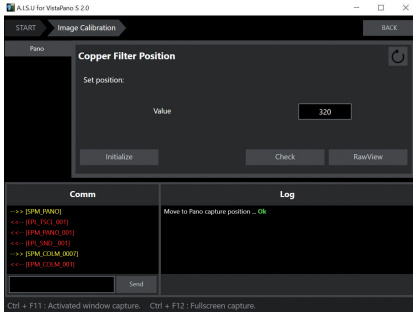 A.I.S.U for VistaPano S 2.0
START
Image Calibration
BACK
Pano
Copper Filter Position
Set position:
Value
320
Initialize
Check
RawView
Comm
Log
-->> [SPM_PANO]
<<-- [EPI_TSCI_001]
<<-- [EPM_PANO_001]
<<-- [EPI_SNO__001]
-->> [SPM_COLM_0007]
<<-- [EPM_COLM_001]
Move to Pano capture position ... Ok
Send
Ctrl + F11 : Activated window capture. Ctrl + F12 : Fullscreen capture.